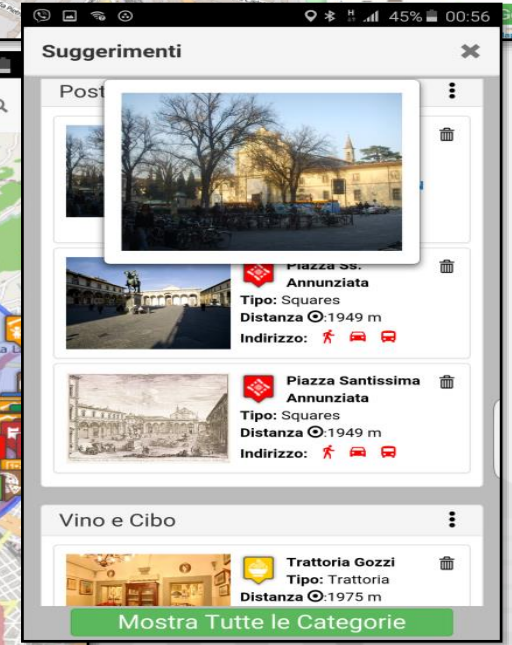 45% 00:56
Suggerimenti
Post
Piazza Ss.
Annunziata
Tipo: Squares
Distanza :1949 m
Indirizzo:
Piazza Santissima
Annunziata
Tipo: Squares
Distanza :1949 m
Indirizzo:
Vino e Cibo
Trattoria Gozzi
Tipo: Trattoria
Distanza :1975 m
Mostra Tutte le Categorie